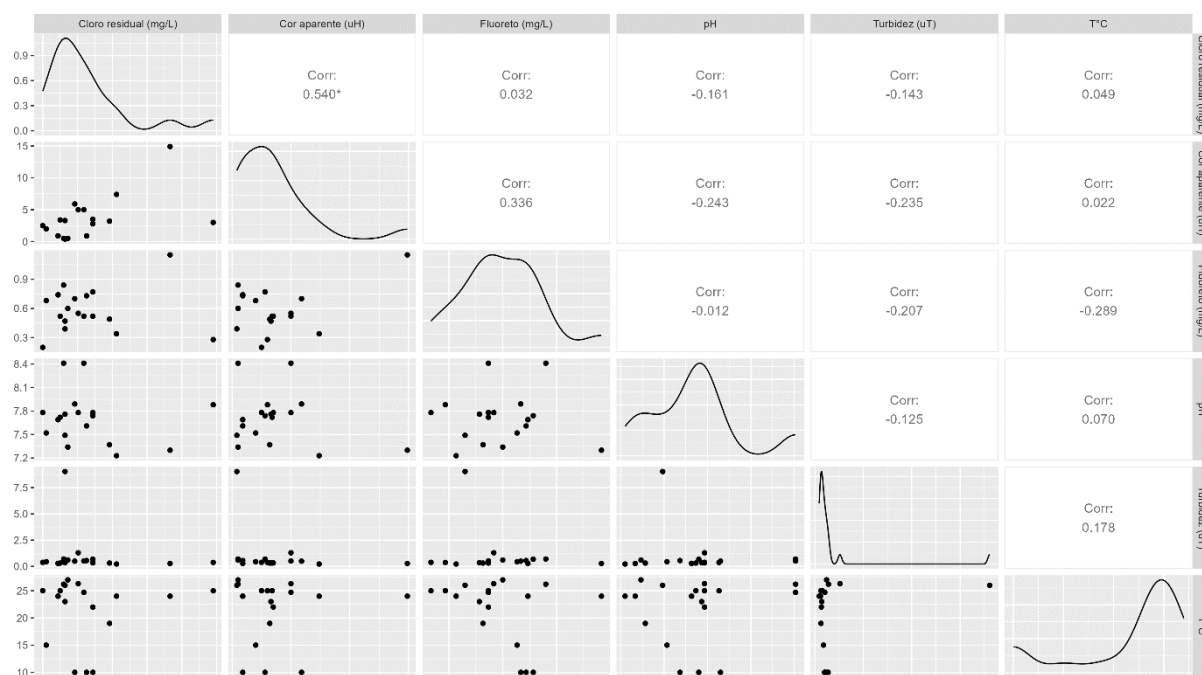 Cloro residual (mg/L) Cor aparente (uH) Fluoreto (mg/L) pH Turbidez (uT) T°C
0.9
0.6
0.3
0.0
Corr:
0.540*
Corr:
0.032
Corr:
-0.161
Corr:
-0.143
Corr:
0.049
15
10
5
0
Corr:
0.336
Corr:
-0.243
Corr:
-0.235
Corr:
0.022
0.9
0.6
0.3
Corr:
-0.012
Corr:
-0.207
Corr:
-0.289
8.4
8.1
7.8
7.5
7.2
Corr:
-0.125
Corr:
0.070
7.5
5.0
2.5
0.0
Corr:
0.178
25
20
15
10